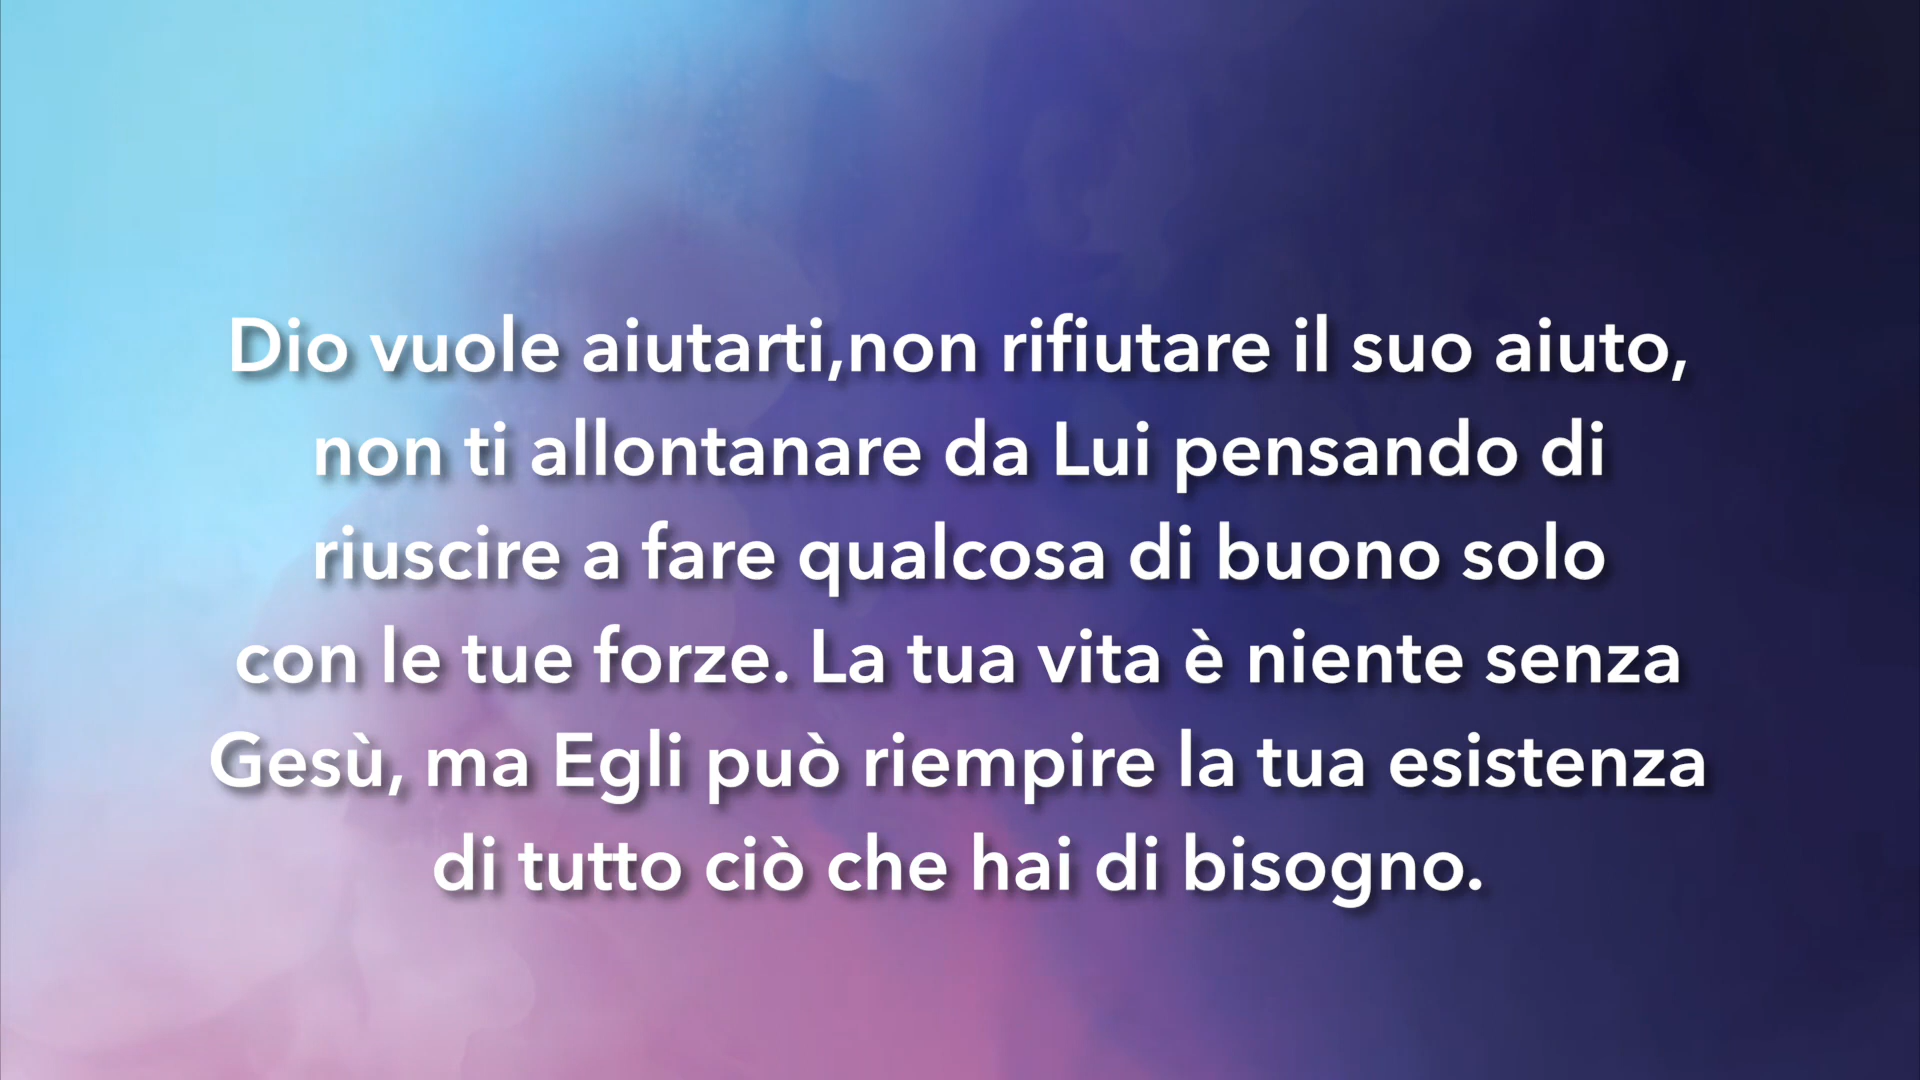 Dio vuole aiutarti,non rifiutare il suo aiuto,
non ti allontanare da Lui pensando di
riuscire a fare qualcosa di buono solo
con le tue forze. La tua vita è niente senza
Gesù, ma Egli può riempire la tua esistenza
di tutto ciò che hai di bisogno.